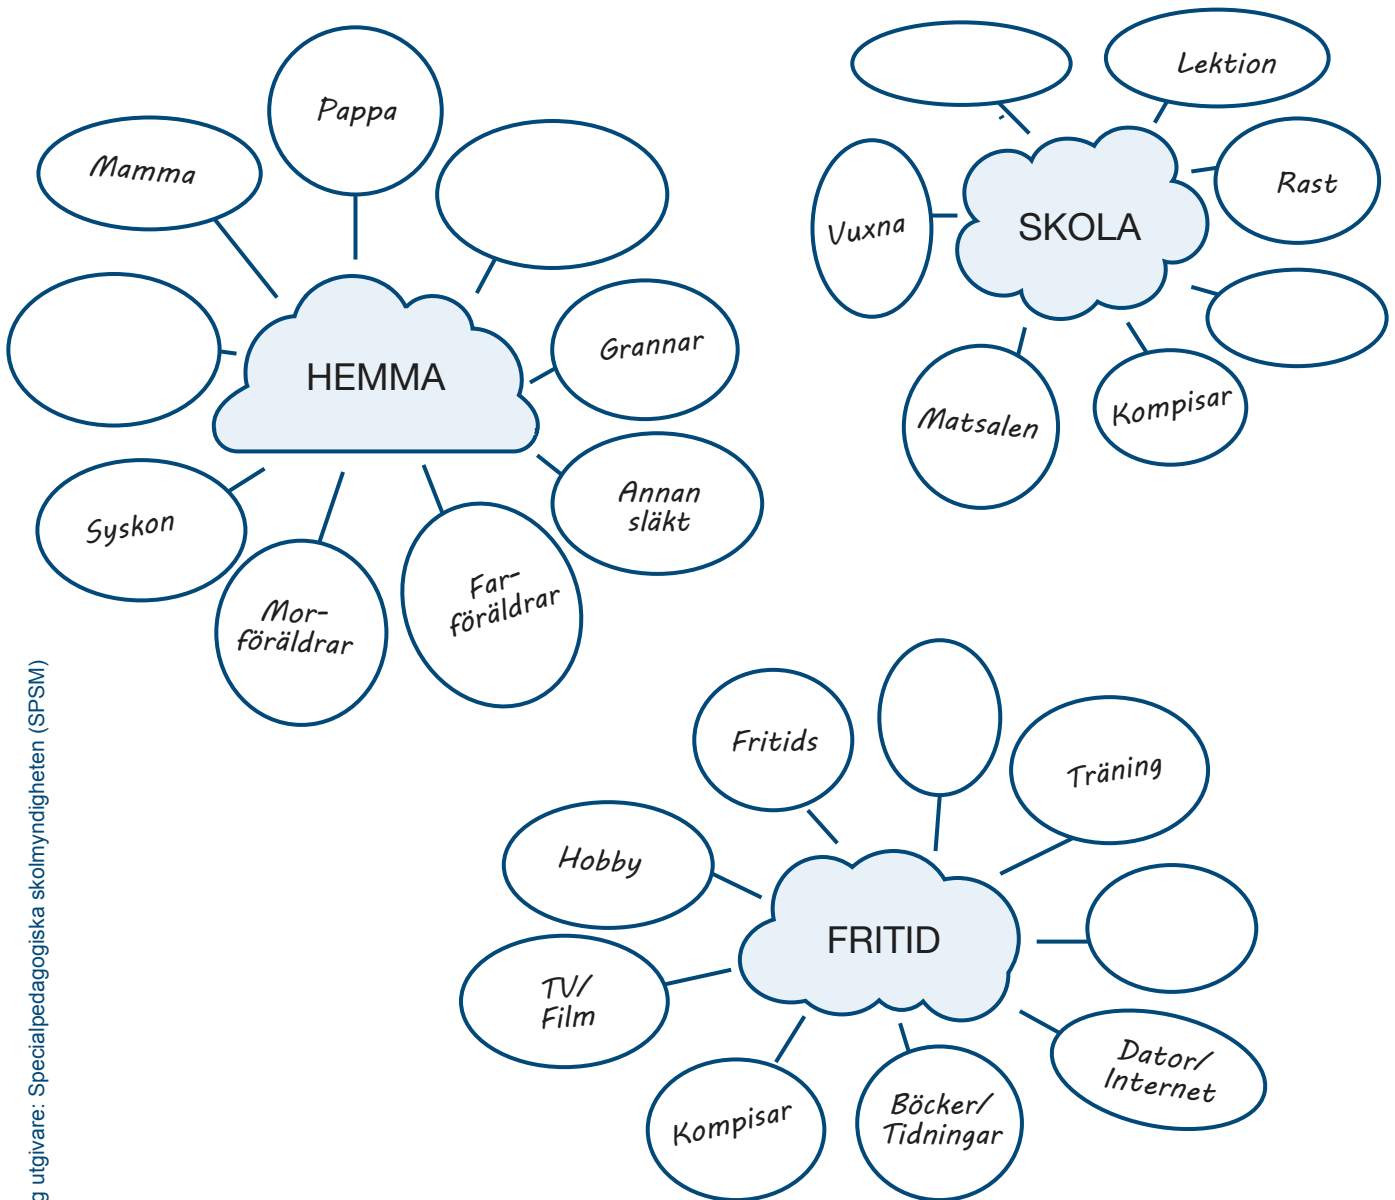 Pappa
Mamma
HEMMA
Grannar
Annan
släkt
Far-
föräldrar
Mor-
föräldrar
Syskon
Lektion
Rast
Vuxna
SKOLA
Kompisar
Matsalen
Fritids
Träning
Hobby
FRITID
TV/
Film
Dator/
Internet
Böcker/
Tidningar
Kompisar
g utgivare: Specialpedagogiska skolmyndigheten (SPSM)